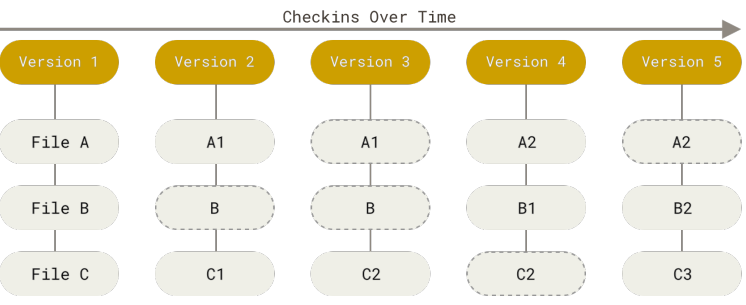 Checkins Over Time
Version 1 Version 2 Version 3 Version 4 Version 5
File A A1 A1 A2 A2
File B B B B1 B2
File C C1 C2 C2 C3